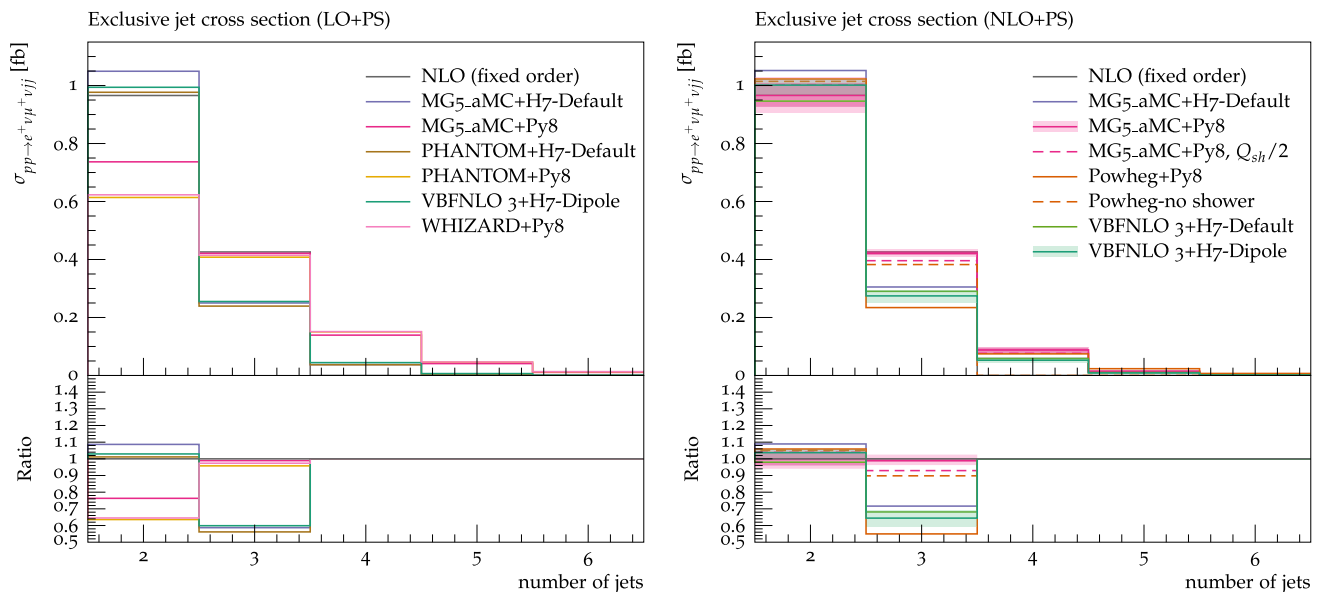 Exclusive jet cross section (LO+PS)
σ_{pp→e⁺νμ⁺νjj} [fb]
1
0.8
0.6
0.4
0.2
0
NLO (fixed order)
MG5_aMC+H7-Default
MG5_aMC+Py8
PHANTOM+H7-Default
PHANTOM+Py8
VBFNLO 3+H7-Dipole
WHIZARD+Py8
Ratio
1.4
1.3
1.2
1.1
1.0
0.9
0.8
0.7
0.6
0.5
2 3 4 5 6
number of jets
Exclusive jet cross section (NLO+PS)
σ_{pp→e⁺νμ⁺νjj} [fb]
1
0.8
0.6
0.4
0.2
0
NLO (fixed order)
MG5_aMC+H7-Default
MG5_aMC+Py8
MG5_aMC+Py8, Q_{sh}/2
Powheg+Py8
Powheg-no shower
VBFNLO 3+H7-Default
VBFNLO 3+H7-Dipole
Ratio
1.4
1.3
1.2
1.1
1.0
0.9
0.8
0.7
0.6
0.5
2 3 4 5 6
number of jets